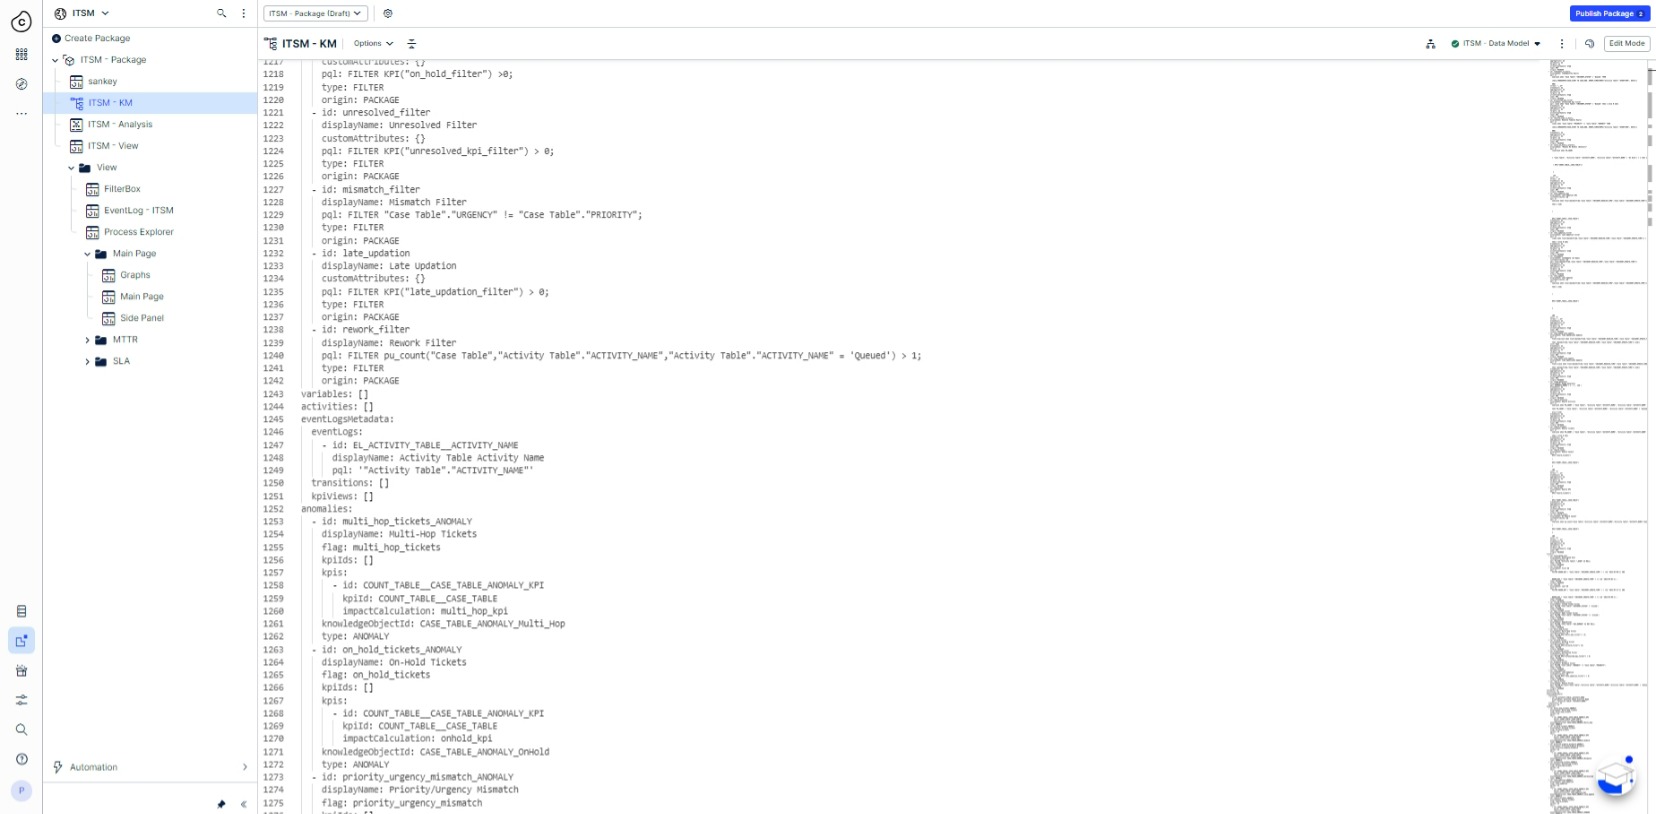 ITSM
ITSM - Package (Draft)
Publish Package 2
Create Package
ITSM - Package
sankey
ITSM - KM
ITSM - Analysis
ITSM - View
View
FilterBox
EventLog - ITSM
Process Explorer
Main Page
Graphs
Main Page
Side Panel
MTTR
SLA
Automation
P
ITSM - KM
Options
ITSM - Data Model
Edit Mode
1217 customAttributes: {}
1218 pql: FILTER KPI("on_hold_filter") >0;
1219 type: FILTER
1220 origin: PACKAGE
1221 - id: unresolved_filter
1222 displayName: Unresolved Filter
1223 customAttributes: {}
1224 pql: FILTER KPI("unresolved_kpi_filter") > 0;
1225 type: FILTER
1226 origin: PACKAGE
1227 - id: mismatch_filter
1228 displayName: Mismatch Filter
1229 pql: FILTER "Case Table"."URGENCY" != "Case Table"."PRIORITY";
1230 type: FILTER
1231 origin: PACKAGE
1232 - id: late_updation
1233 displayName: Late Updation
1234 customAttributes: {}
1235 pql: FILTER KPI("late_updation_filter") > 0;
1236 type: FILTER
1237 origin: PACKAGE
1238 - id: rework_filter
1239 displayName: Rework Filter
1240 pql: FILTER pu_count("Case Table","Activity Table"."ACTIVITY_NAME","Activity Table"."ACTIVITY_NAME" = 'Queued') > 1;
1241 type: FILTER
1242 origin: PACKAGE
1243 variables: []
1244 activities: []
1245 eventLogsMetadata:
1246 eventLogs:
1247 - id: EL_ACTIVITY_TABLE__ACTIVITY_NAME
1248 displayName: Activity Table Activity Name
1249 pql: '"Activity Table"."ACTIVITY_NAME"'
1250 transitions: []
1251 kpiViews: []
1252 anomalies:
1253 - id: multi_hop_tickets_ANOMALY
1254 displayName: Multi-Hop Tickets
1255 flag: multi_hop_tickets
1256 kpiIds: []
1257 kpis:
1258 - id: COUNT_TABLE__CASE_TABLE_ANOMALY_KPI
1259 kpiId: COUNT_TABLE__CASE_TABLE
1260 impactCalculation: multi_hop_kpi
1261 knowledgeObjectId: CASE_TABLE_ANOMALY_Multi_Hop
1262 type: ANOMALY
1263 - id: on_hold_tickets_ANOMALY
1264 displayName: On-Hold Tickets
1265 flag: on_hold_tickets
1266 kpiIds: []
1267 kpis:
1268 - id: COUNT_TABLE__CASE_TABLE_ANOMALY_KPI
1269 kpiId: COUNT_TABLE__CASE_TABLE
1270 impactCalculation: onhold_kpi
1271 knowledgeObjectId: CASE_TABLE_ANOMALY_OnHold
1272 type: ANOMALY
1273 - id: priority_urgency_mismatch_ANOMALY
1274 displayName: Priority/Urgency Mismatch
1275 flag: priority_urgency_mismatch